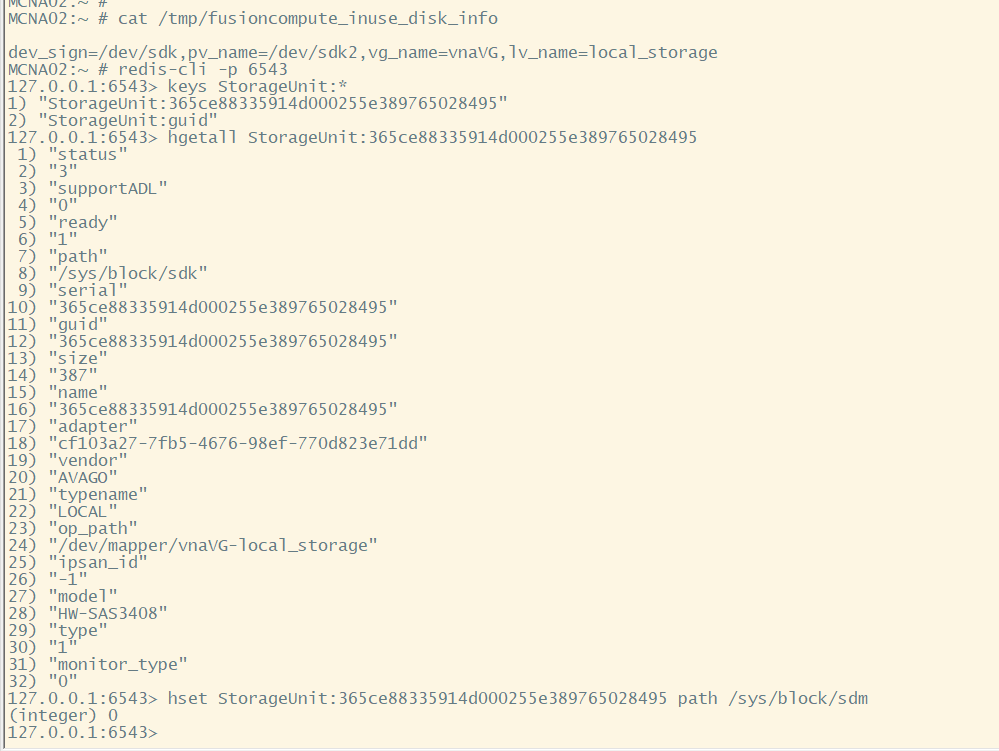 MCNA02:~ #
MCNA02:~ # cat /tmp/fusioncompute_inuse_disk_info
dev_sign=/dev/sdk,pv_name=/dev/sdk2,vg_name=vnaVG,lv_name=local_storage
MCNA02:~ # redis-cli -p 6543
127.0.0.1:6543> keys StorageUnit:*
1) "StorageUnit:365ce88335914d000255e389765028495"
2) "StorageUnit:guid"
127.0.0.1:6543> hgetall StorageUnit:365ce88335914d000255e389765028495
1) "status"
2) "3"
3) "supportADL"
4) "0"
5) "ready"
6) "1"
7) "path"
8) "/sys/block/sdk"
9) "serial"
10) "365ce88335914d000255e389765028495"
11) "guid"
12) "365ce88335914d000255e389765028495"
13) "size"
14) "387"
15) "name"
16) "365ce88335914d000255e389765028495"
17) "adapter"
18) "cf103a27-7fb5-4676-98ef-770d823e71dd"
19) "vendor"
20) "AVAGO"
21) "typename"
22) "LOCAL"
23) "op_path"
24) "/dev/mapper/vnaVG-local_storage"
25) "ipsan_id"
26) "-1"
27) "model"
28) "HW-SAS3408"
29) "type"
30) "1"
31) "monitor_type"
32) "0"
127.0.0.1:6543> hset StorageUnit:365ce88335914d000255e389765028495 path /sys/block/sdm
(integer) 0
127.0.0.1:6543>